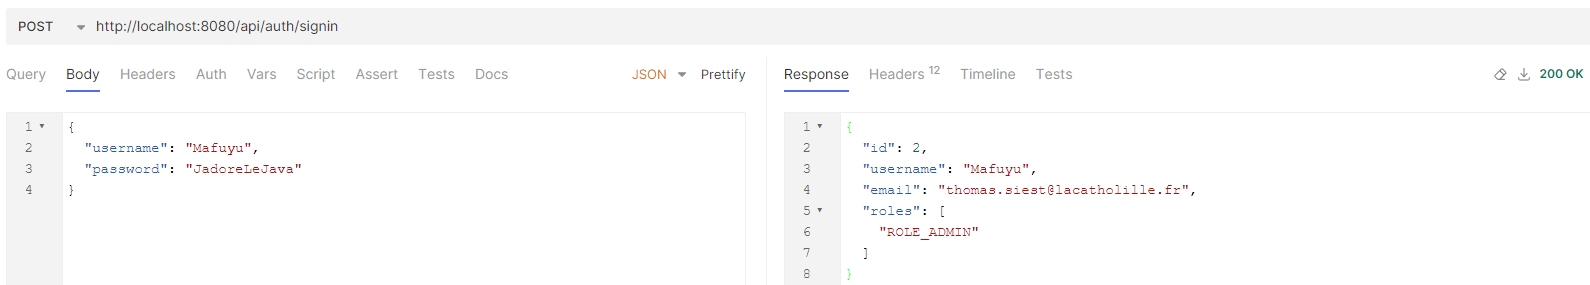 POST http://localhost:8080/api/auth/signin
Query Body Headers Auth Vars Script Assert Tests Docs JSON Prettify
Response Headers 12 Timeline Tests 200 OK
1 {
2 "username": "Mafuyu",
3 "password": "JadoreLeJava"
4 }
1 {
2 "id": 2,
3 "username": "Mafuyu",
4 "email": "thomas.siest@lacatholille.fr",
5 "roles": [
6 "ROLE_ADMIN"
7 ]
8 }